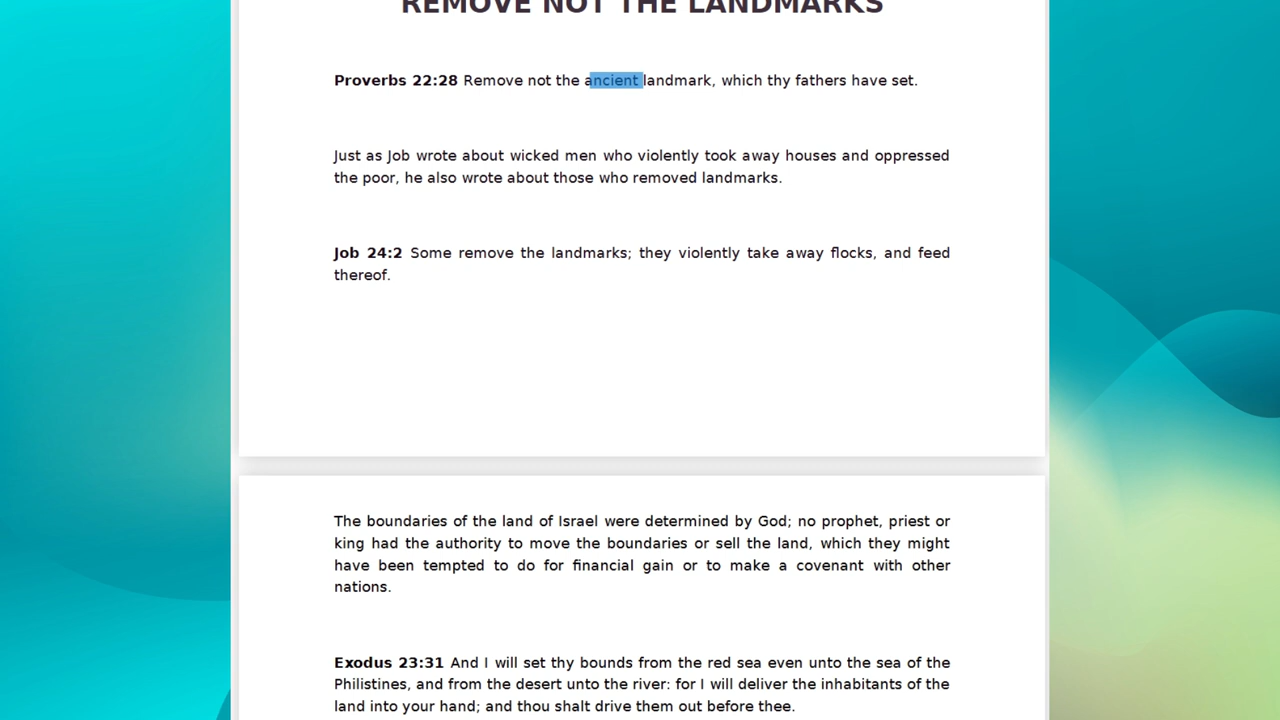 REMOVE NOT THE LANDMARKS
Proverbs 22:28 Remove not the ancient landmark, which thy fathers have set.
Just as Job wrote about wicked men who violently took away houses and oppressed
the poor, he also wrote about those who removed landmarks.
Job 24:2 Some remove the landmarks; they violently take away flocks, and feed
thereof.
The boundaries of the land of Israel were determined by God; no prophet, priest or
king had the authority to move the boundaries or sell the land, which they might
have been tempted to do for financial gain or to make a covenant with other
nations.
Exodus 23:31 And I will set thy bounds from the red sea even unto the sea of the
Philistines, and from the desert unto the river: for I will deliver the inhabitants of the
land into your hand; and thou shalt drive them out before thee.